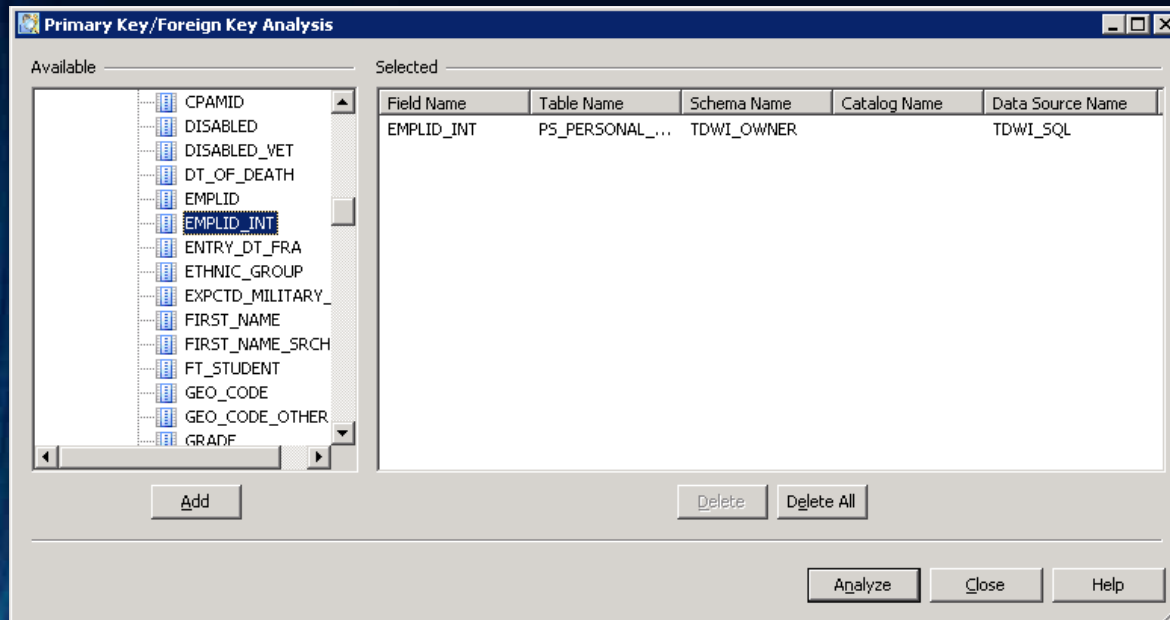 Primary Key/Foreign Key Analysis
Available
CPAMID
DISABLED
DISABLED_VET
DT_OF_DEATH
EMPLID
EMPLID_INT
ENTRY_DT_FRA
ETHNIC_GROUP
EXPCTD_MILITARY_
FIRST_NAME
FIRST_NAME_SRCH
FT_STUDENT
GEO_CODE
GEO_CODE_OTHER
GRADE
Add
Selected
Field Name Table Name Schema Name Catalog Name Data Source Name
EMPLID_INT PS_PERSONAL_... TDWI_OWNER TDWI_SQL
Delete Delete All
Analyze Close Help